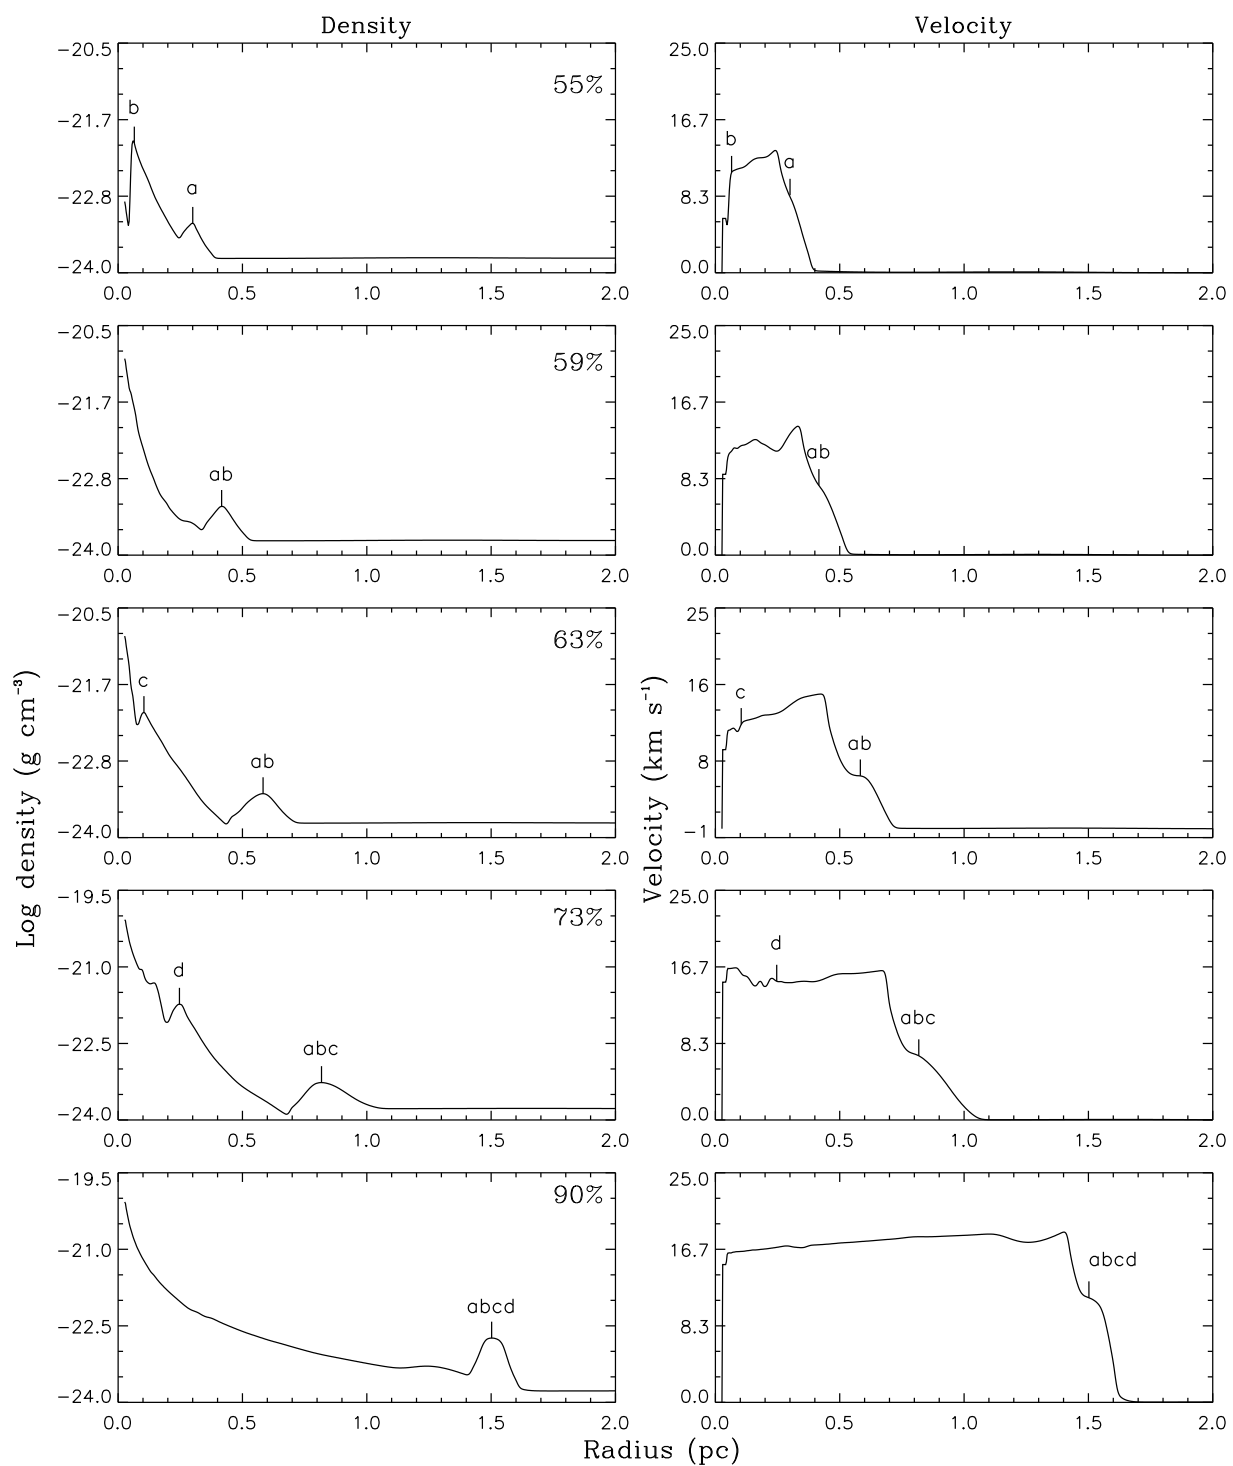 Density
Velocity
−20.5
−21.7
−22.8
−24.0
b
a
55%
0.0 0.5 1.0 1.5 2.0
25.0
16.7
8.3
0.0
b
a
0.0 0.5 1.0 1.5 2.0
−20.5
−21.7
−22.8
−24.0
ab
59%
0.0 0.5 1.0 1.5 2.0
25.0
16.7
8.3
0.0
ab
0.0 0.5 1.0 1.5 2.0
−20.5
−21.7
−22.8
−24.0
c
ab
63%
0.0 0.5 1.0 1.5 2.0
25
16
8
−1
c
ab
0.0 0.5 1.0 1.5 2.0
−19.5
−21.0
−22.5
−24.0
d
abc
73%
0.0 0.5 1.0 1.5 2.0
25.0
16.7
8.3
0.0
d
abc
0.0 0.5 1.0 1.5 2.0
−19.5
−21.0
−22.5
−24.0
abcd
90%
0.0 0.5 1.0 1.5 2.0
25.0
16.7
8.3
0.0
abcd
0.0 0.5 1.0 1.5 2.0
Log density (g cm⁻³)
Velocity (km s⁻¹)
Radius (pc)